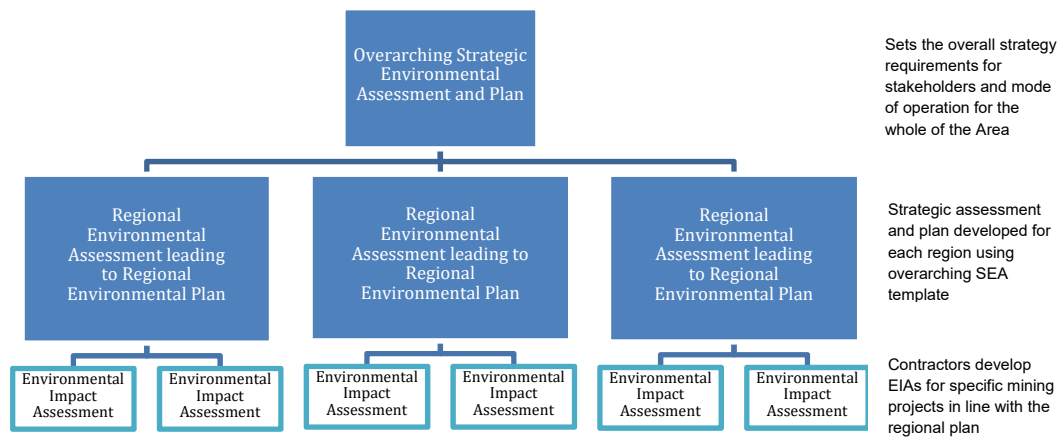 Overarching Strategic
Environmental
Assessment and Plan
Sets the overall strategy
requirements for
stakeholders and mode
of operation for the
whole of the Area
Regional
Environmental
Assessment leading
to Regional
Environmental Plan
Regional
Environmental
Assessment leading to
Regional
Environmental Plan
Regional
Environmental
Assessment leading
to Regional
Environmental Plan
Strategic assessment
and plan developed for
each region using
overarching SEA
template
Environmental
Impact
Assessment
Environmental
Impact
Assessment
Environmental
Impact
Assessment
Environmental
Impact
Assessment
Environmental
Impact
Assessment
Environmental
Impact
Assessment
Contractors develop
EIAs for specific mining
projects in line with the
regional plan